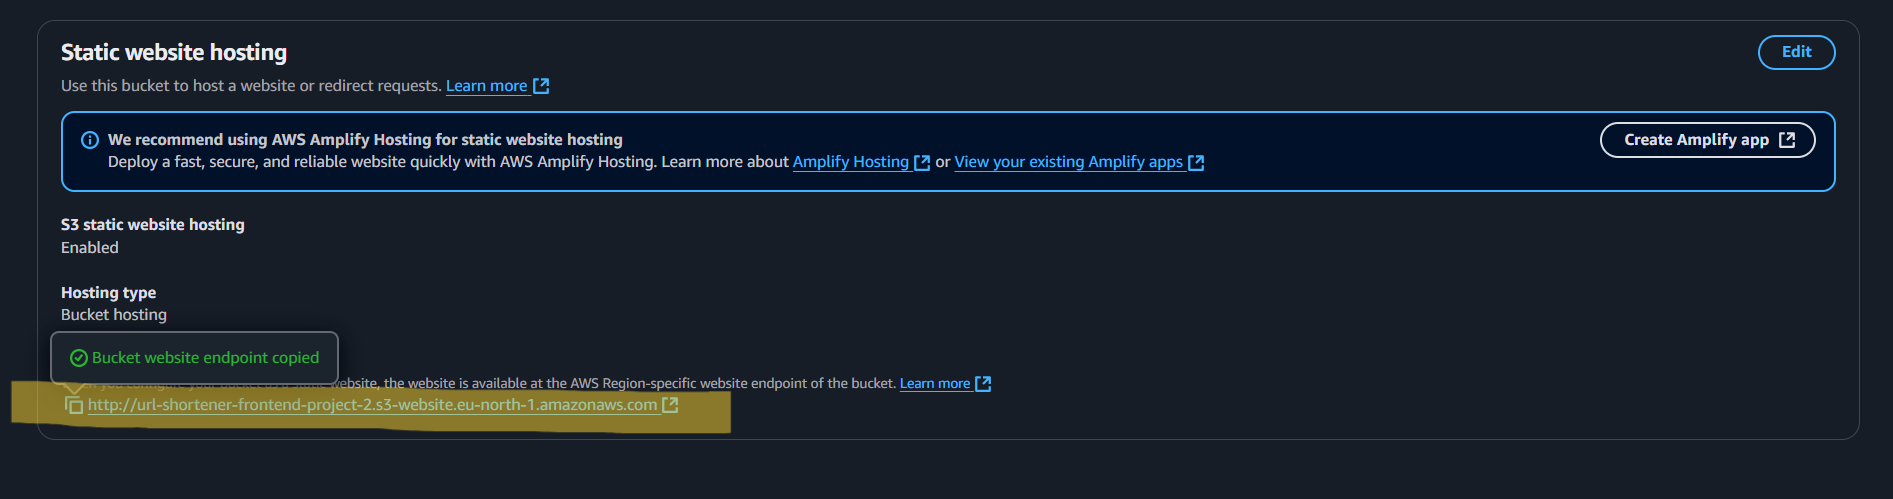 Static website hosting
Edit
Use this bucket to host a website or redirect requests. Learn more
We recommend using AWS Amplify Hosting for static website hosting
Create Amplify app
Deploy a fast, secure, and reliable website quickly with AWS Amplify Hosting. Learn more about Amplify Hosting or View your existing Amplify apps
S3 static website hosting
Enabled
Hosting type
Bucket hosting
Bucket website endpoint copied
website, the website is available at the AWS Region-specific website endpoint of the bucket. Learn more
http://url-shortener-frontend-project-2.s3-website.eu-north-1.amazonaws.com